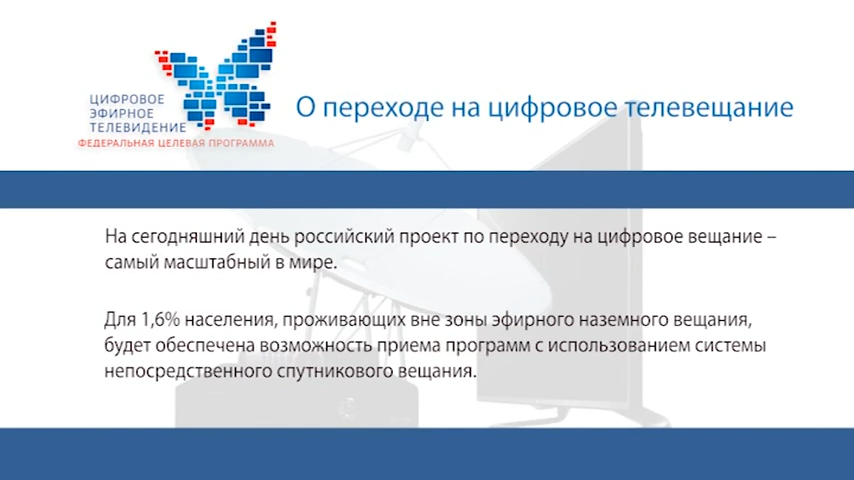 ЦИФРОВОЕ
ЭФИРНОЕ
ТЕЛЕВИДЕНИЕ
ФЕДЕРАЛЬНАЯ ЦЕЛЕВАЯ ПРОГРАММА
О переходе на цифровое телевещание
На сегодняшний день российский проект по переходу на цифровое вещание –
самый масштабный в мире.
Для 1,6% населения, проживающих вне зоны эфирного наземного вещания,
будет обеспечена возможность приема программ с использованием системы
непосредственного спутникового вещания.